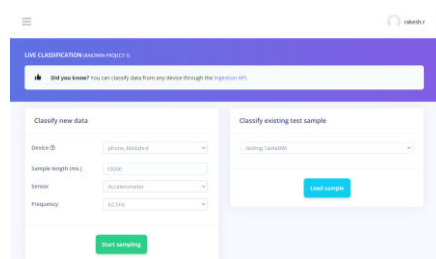 rakesh.r
LIVE CLASSIFICATION
Did you know? You can classify data from any device through the ingestion API.
Classify new data
Device
Sample length (ms.)
10000
Sensor
Accelerometer
Frequency
62.5Hz
Start sampling
Classify existing test sample
Load sample